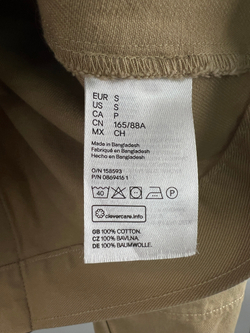 EUR S
US S
CA P
CN 165/88A
MX CH
Made in Bangladesh
Fabriqué en Bangladesh
Hecho en Bangladesh
O/N 158593
P/N 0869416 1
40 P
clevercare.info
GB 100% COTTON.
CZ 100% BAVLNA.
DE 100% BAUMWOLLE.